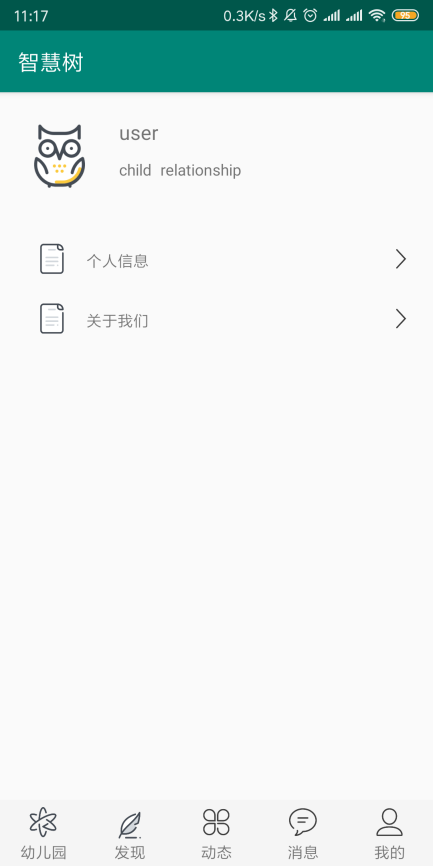 11:17 0.3K/s 95
智慧树
user
child relationship
个人信息
关于我们
幼儿园 发现 动态 消息 我的